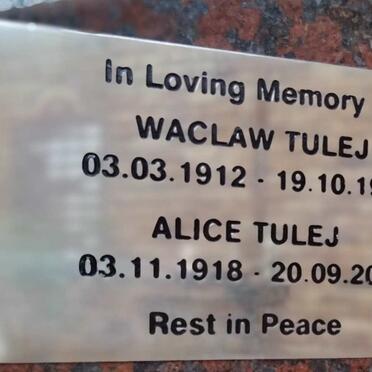 In Loving Memory
WACLAW TULEJ
03.03.1912 - 19.10.19
ALICE TULEJ
03.11.1918 - 20.09.20
Rest in Peace